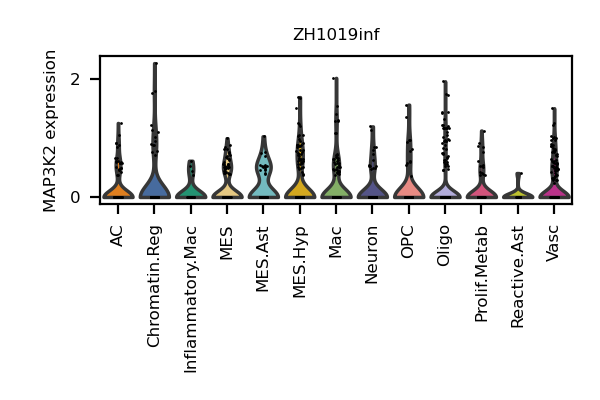 ZH1019inf
MAP3K2 expression
2
0
AC
Chromatin.Reg
Inflammatory.Mac
MES
MES.Ast
MES.Hyp
Mac
Neuron
OPC
Oligo
Prolif.Metab
Reactive.Ast
Vasc